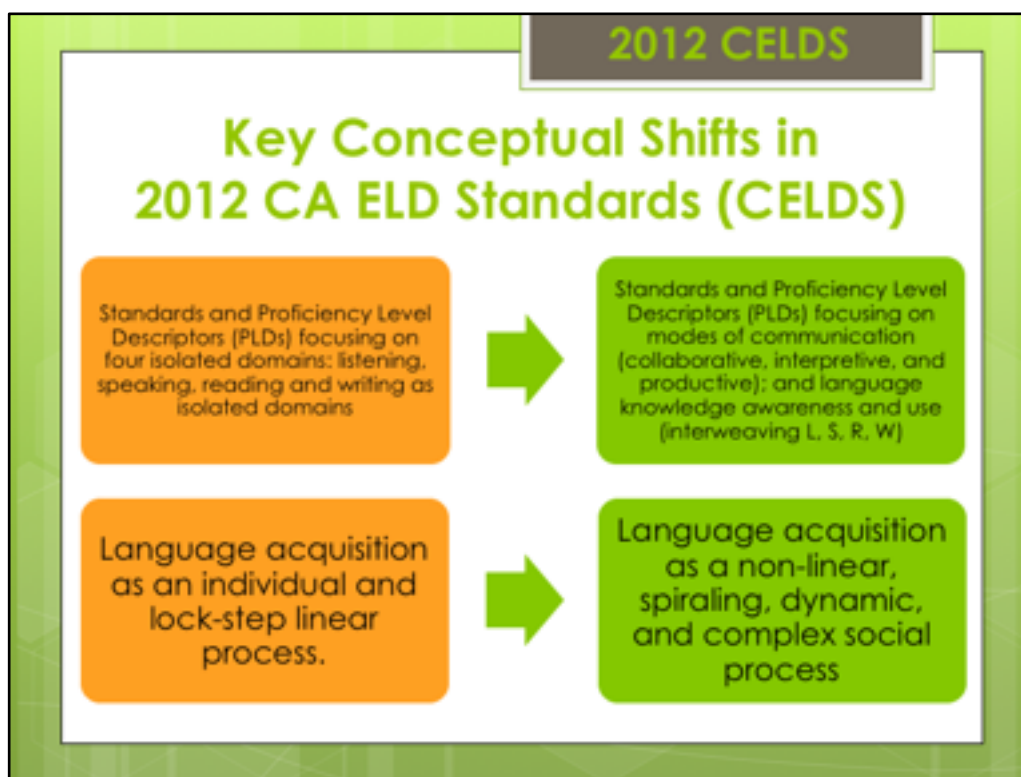 2012 CELDS
Key Conceptual Shifts in
2012 CA ELD Standards (CELDS)
Standards and Proficiency Level
Descriptors (PLDs) focusing on
four isolated domains: listening,
speaking, reading and writing as
isolated domains
Standards and Proficiency Level
Descriptors (PLDs) focusing on
modes of communication
(collaborative, interpretive, and
productive); and language
knowledge awareness and use
(interweaving L, S, R, W)
Language acquisition
as an individual and
lock-step linear
process.
Language acquisition
as a non-linear,
spiraling, dynamic,
and complex social
process